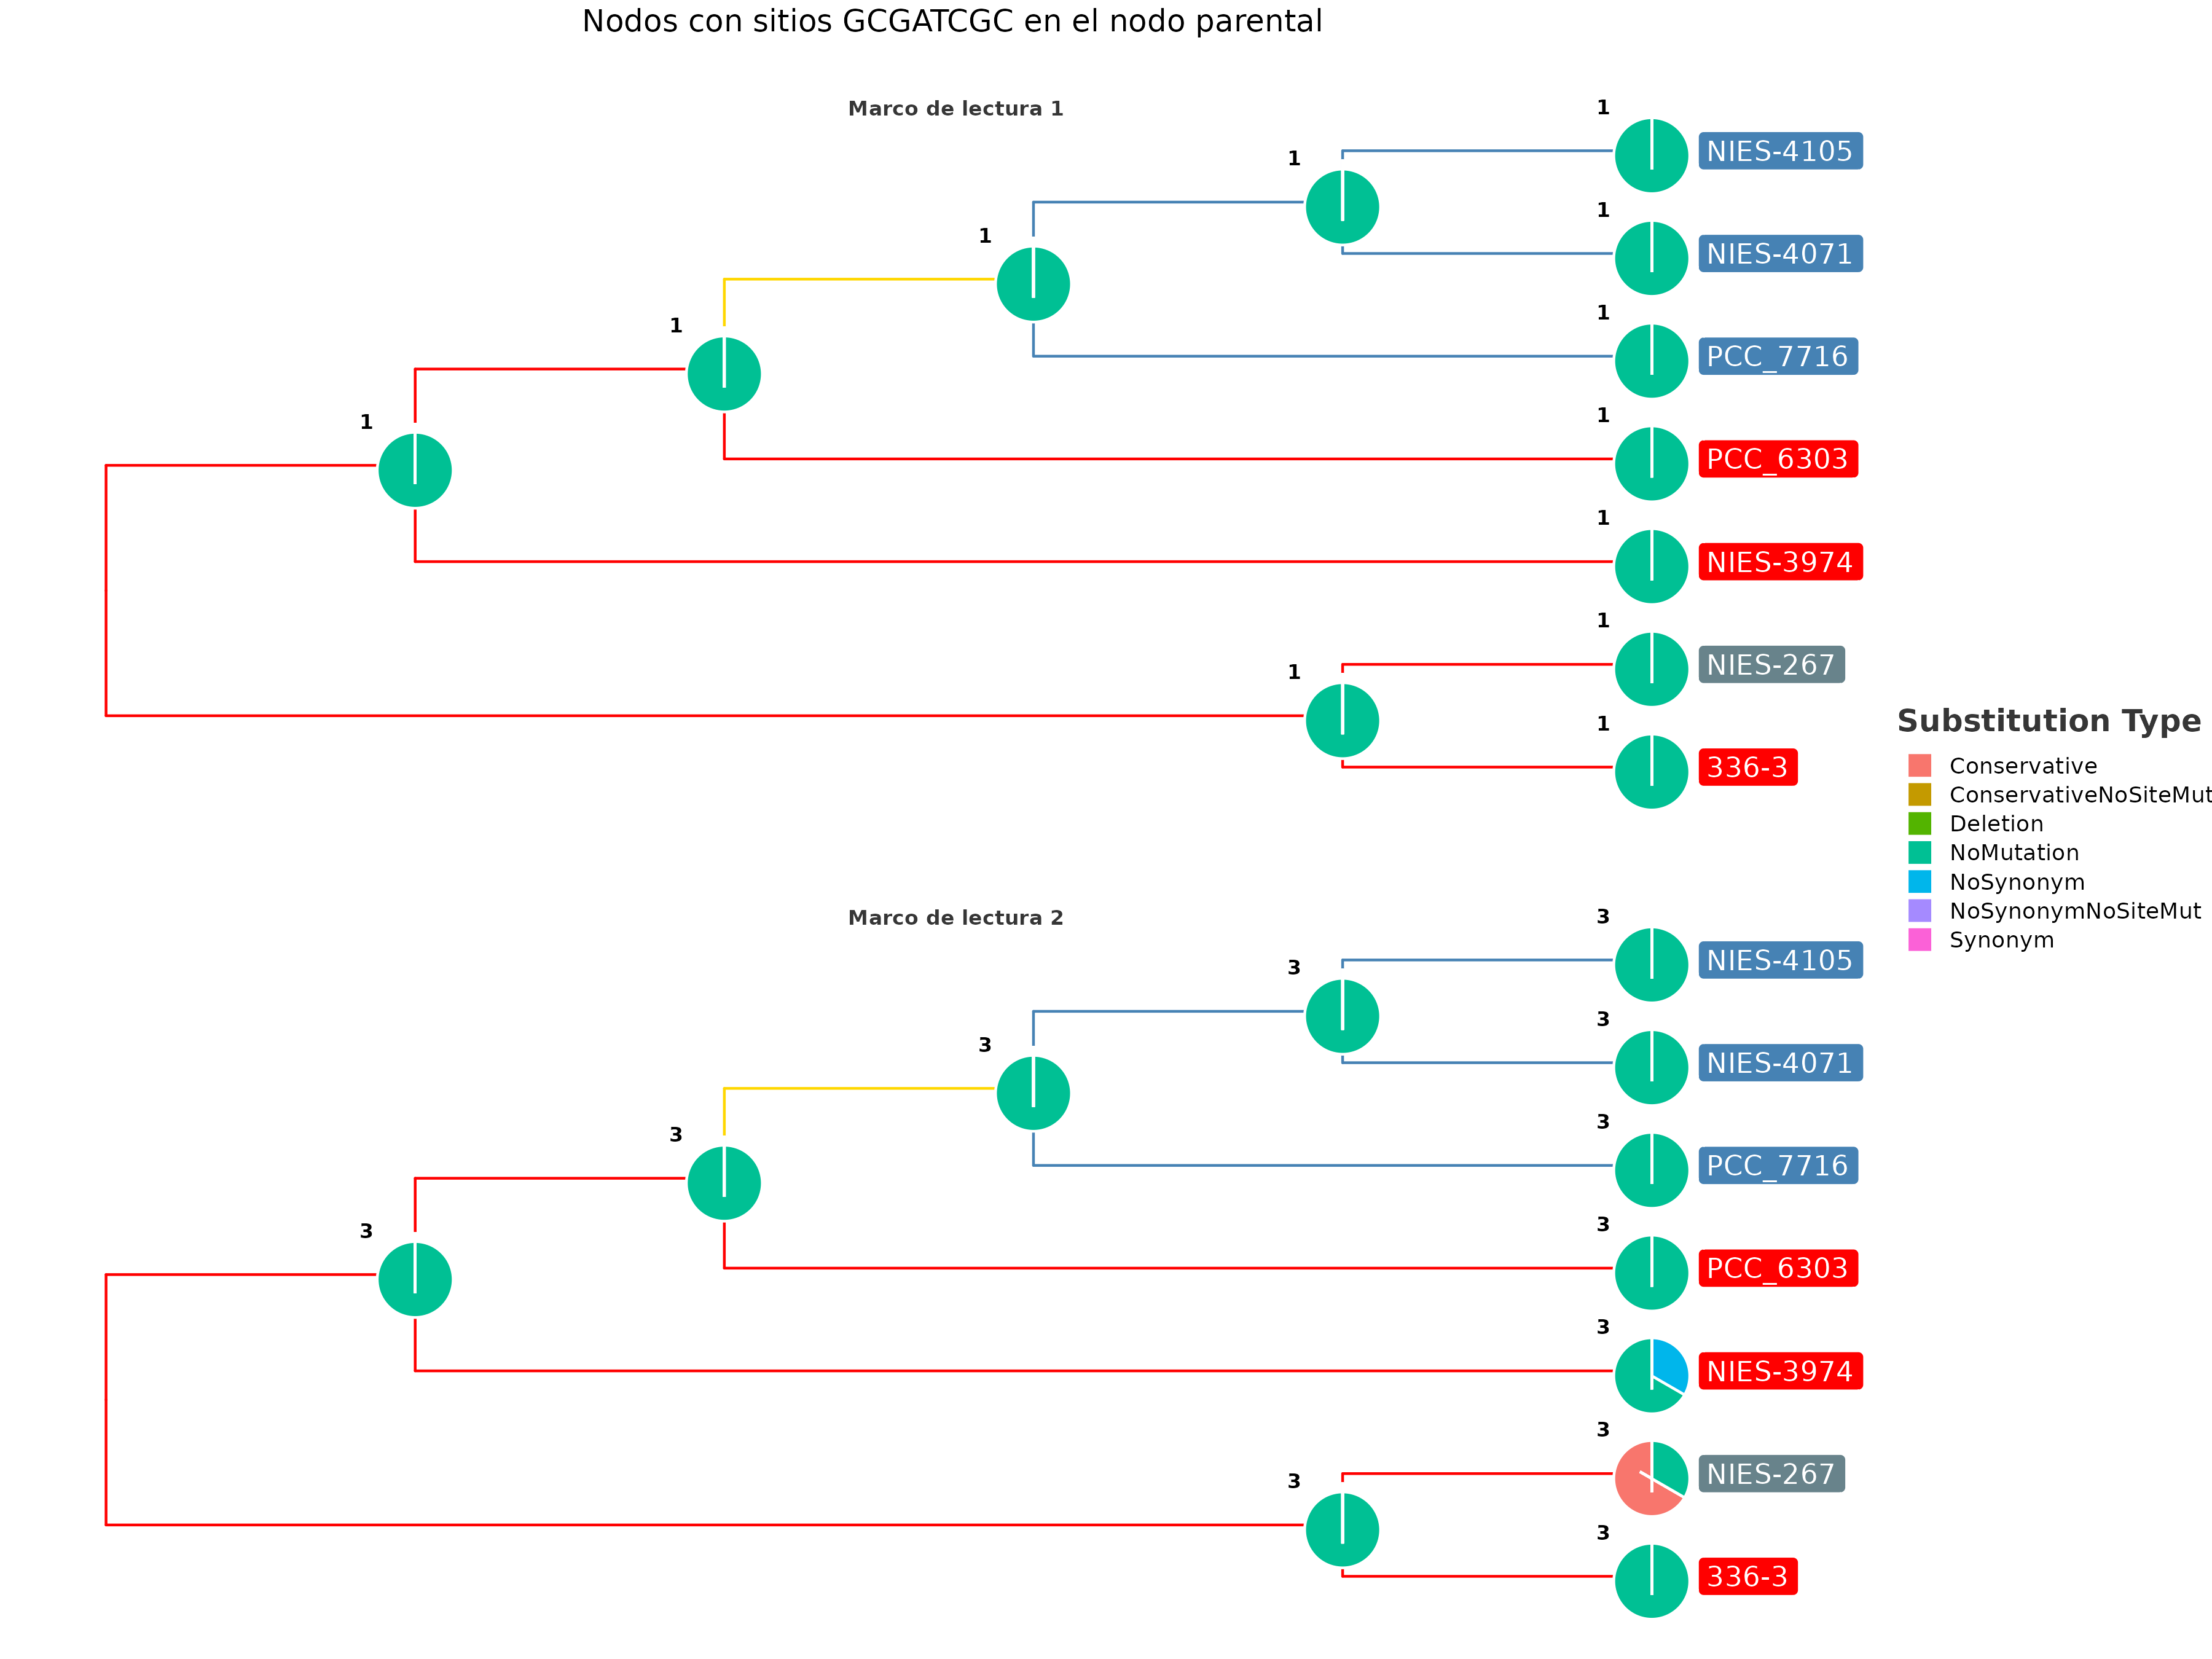 Nodos con sitios GCGATCGC en el nodo parental
Marco de lectura 1
1
NIES-4105
1
1
NIES-4071
1
1
PCC_7716
1
1
PCC_6303
1
1
NIES-3974
1
NIES-267
1
1
336-3
Substitution Type
Conservative
ConservativeNoSiteMut
Deletion
NoMutation
NoSynonym
NoSynonymNoSiteMut
Synonym
Marco de lectura 2
3
NIES-4105
3
3
NIES-4071
3
3
PCC_7716
3
3
PCC_6303
3
3
NIES-3974
3
NIES-267
3
3
336-3